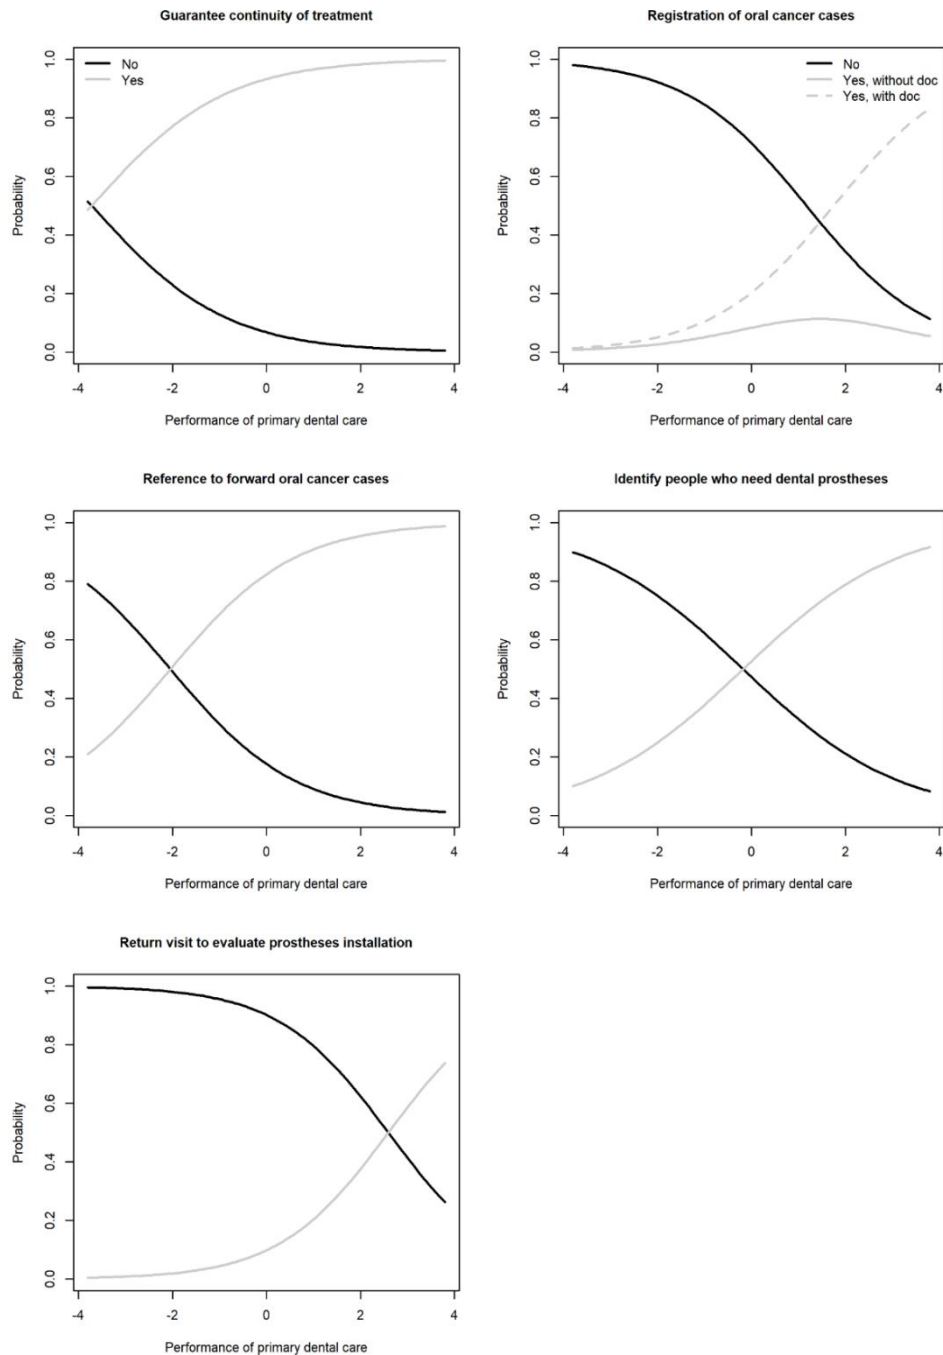 Guarantee continuity of treatment
No
Yes
Probability
0.0 0.2 0.4 0.6 0.8 1.0
-4 -2 0 2 4
Performance of primary dental care
Registration of oral cancer cases
No
Yes, without doc
Yes, with doc
Probability
0.0 0.2 0.4 0.6 0.8 1.0
-4 -2 0 2 4
Performance of primary dental care
Reference to forward oral cancer cases
Probability
0.0 0.2 0.4 0.6 0.8 1.0
-4 -2 0 2 4
Performance of primary dental care
Identify people who need dental prostheses
Probability
0.0 0.2 0.4 0.6 0.8 1.0
-4 -2 0 2 4
Performance of primary dental care
Return visit to evaluate prostheses installation
Probability
0.0 0.2 0.4 0.6 0.8 1.0
-4 -2 0 2 4
Performance of primary dental care